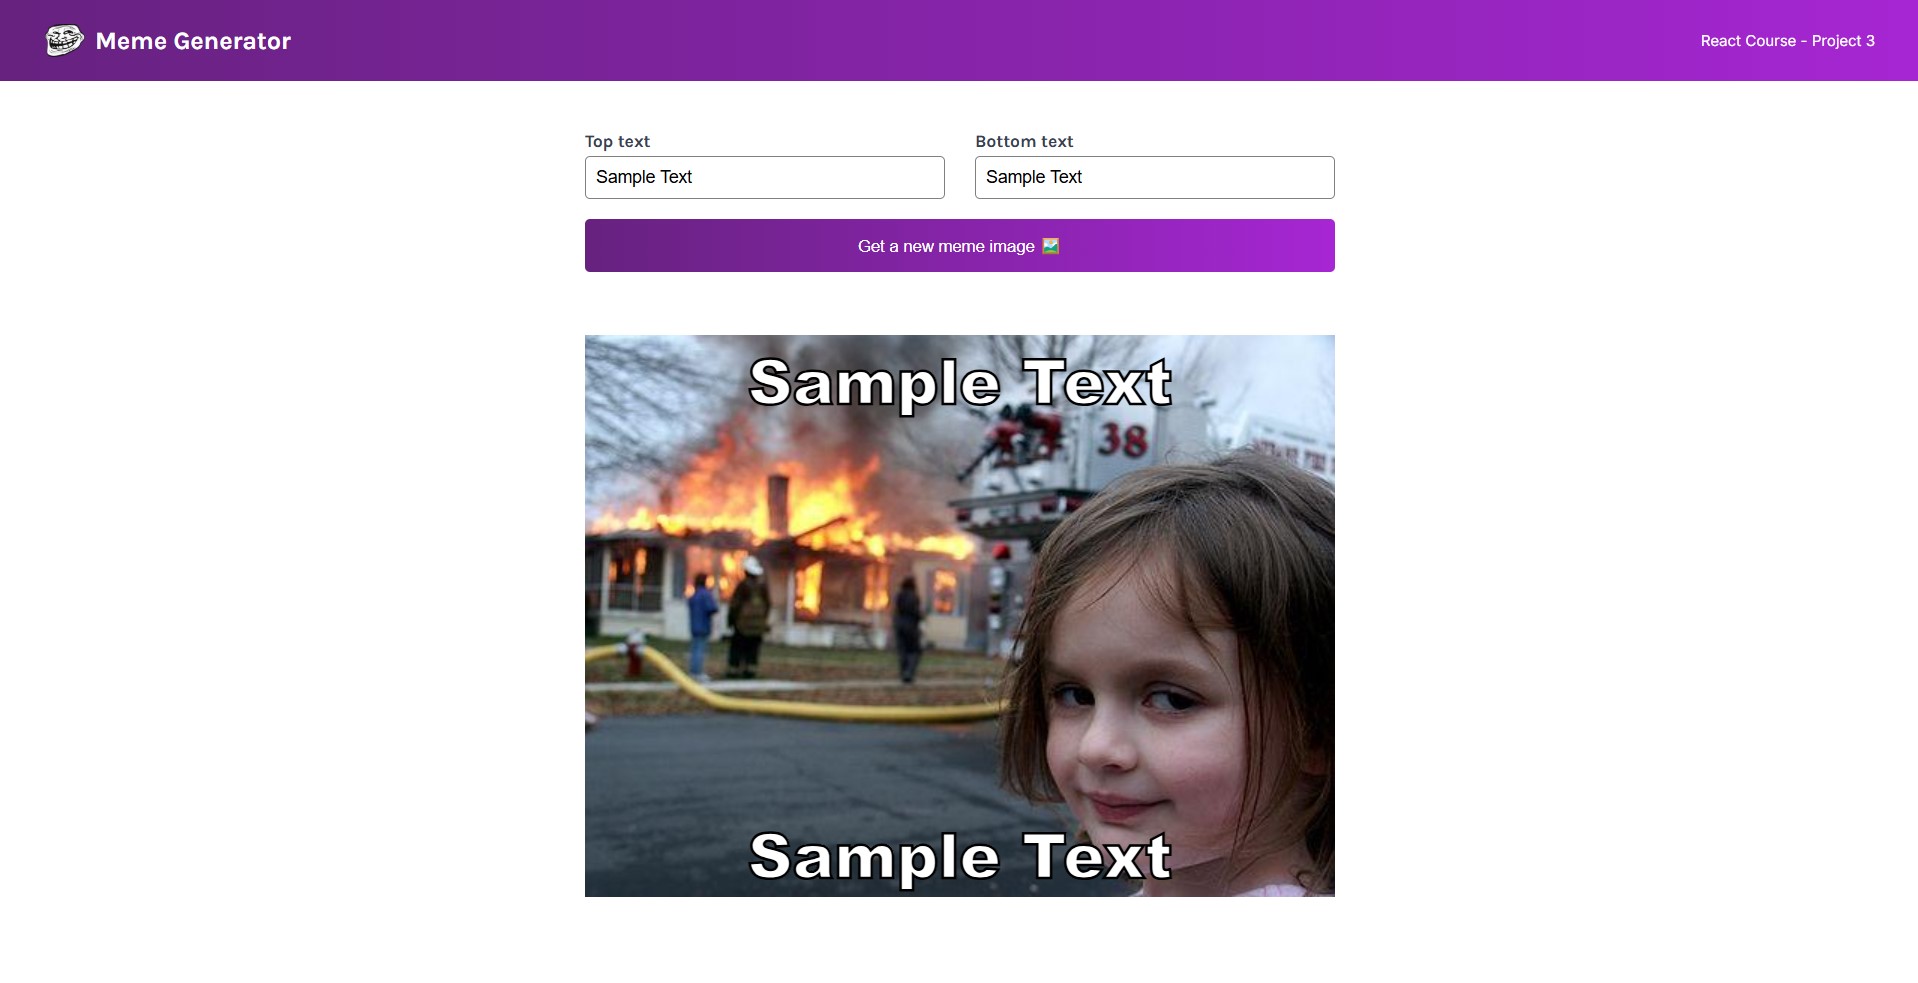 Meme Generator
React Course - Project 3
Top text
Bottom text
Sample Text
Sample Text
Get a new meme image
Sample Text
38
Sample Text